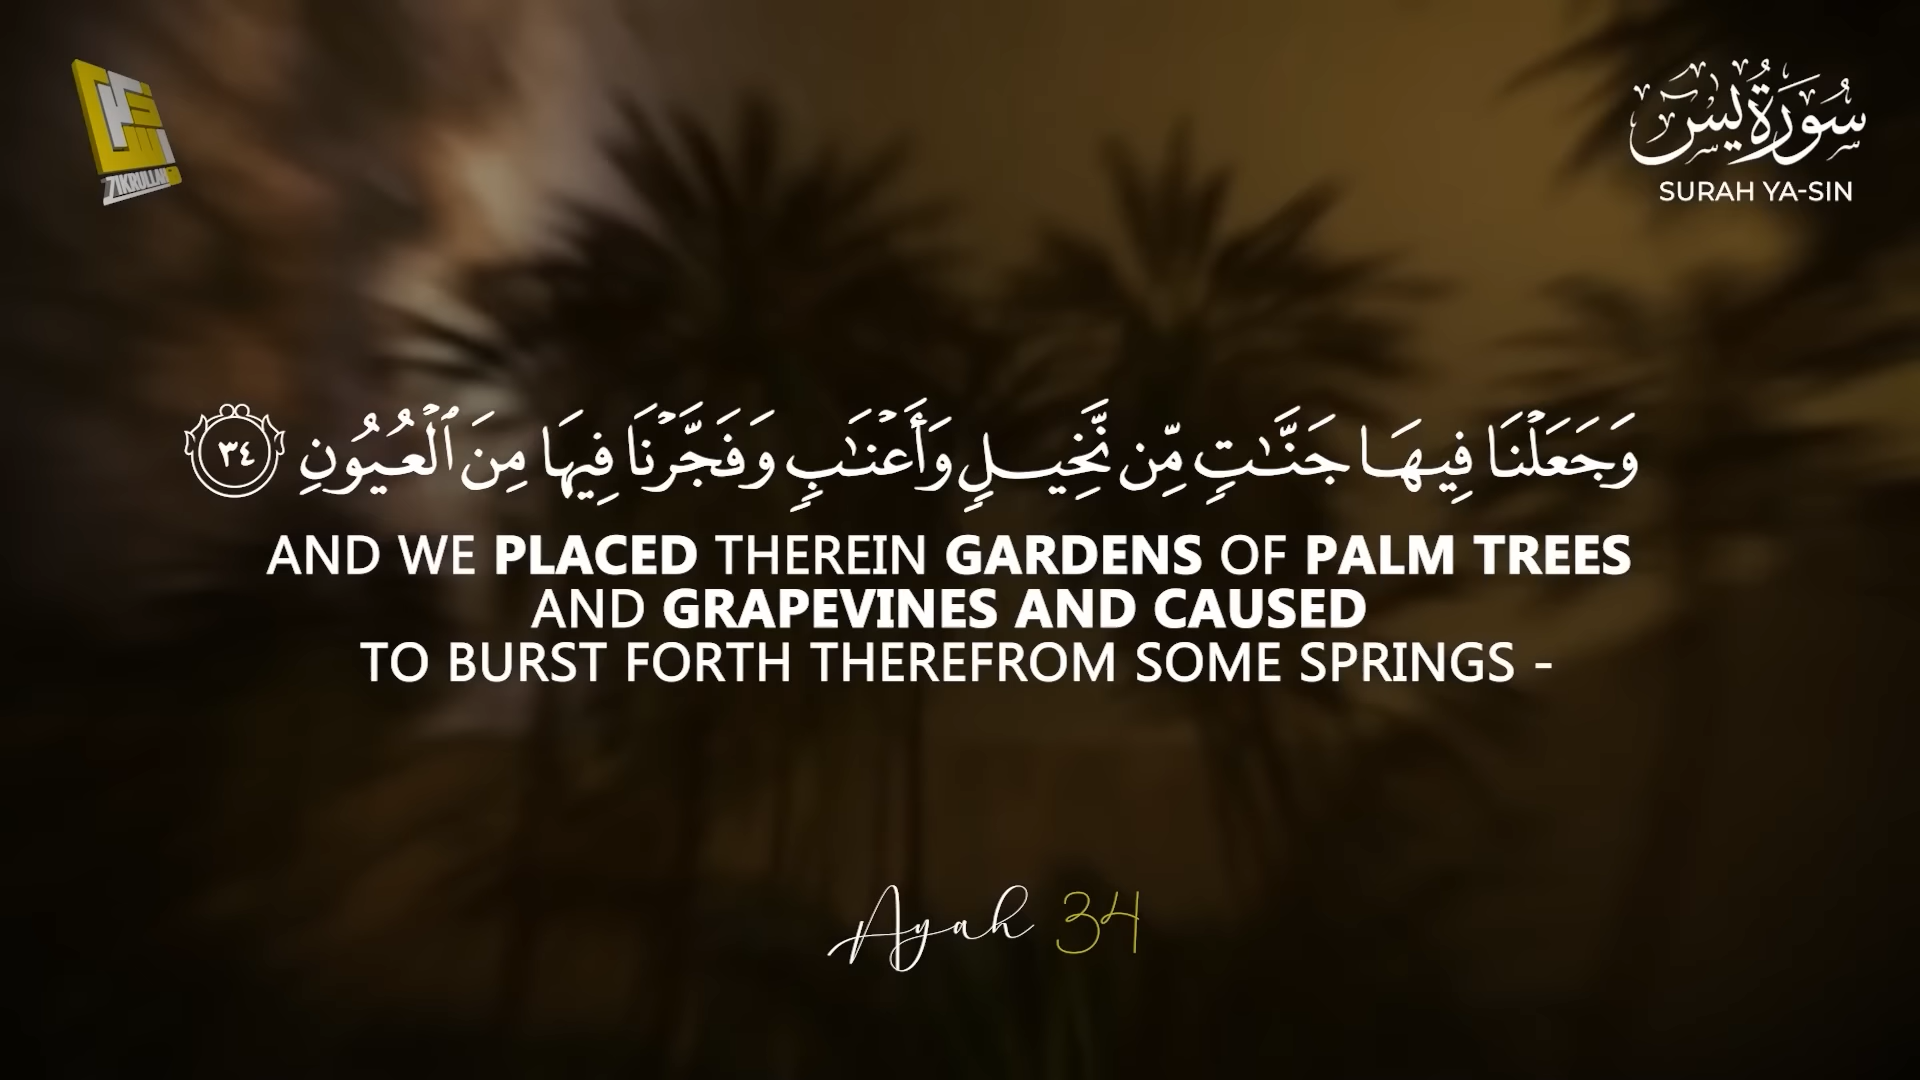 ZIKRULLAH
سُورَةُ يسٓ
SURAH YA-SIN
وَجَعَلْنَا فِيهَا جَنَّـٰتٍ مِّن نَّخِيلٍ وَأَعْنَـٰبٍ وَفَجَّرْنَا فِيهَا مِنَ ٱلْعُيُونِ ٣٤
AND WE PLACED THEREIN GARDENS OF PALM TREES
AND GRAPEVINES AND CAUSED
TO BURST FORTH THEREFROM SOME SPRINGS -
Ayah 34